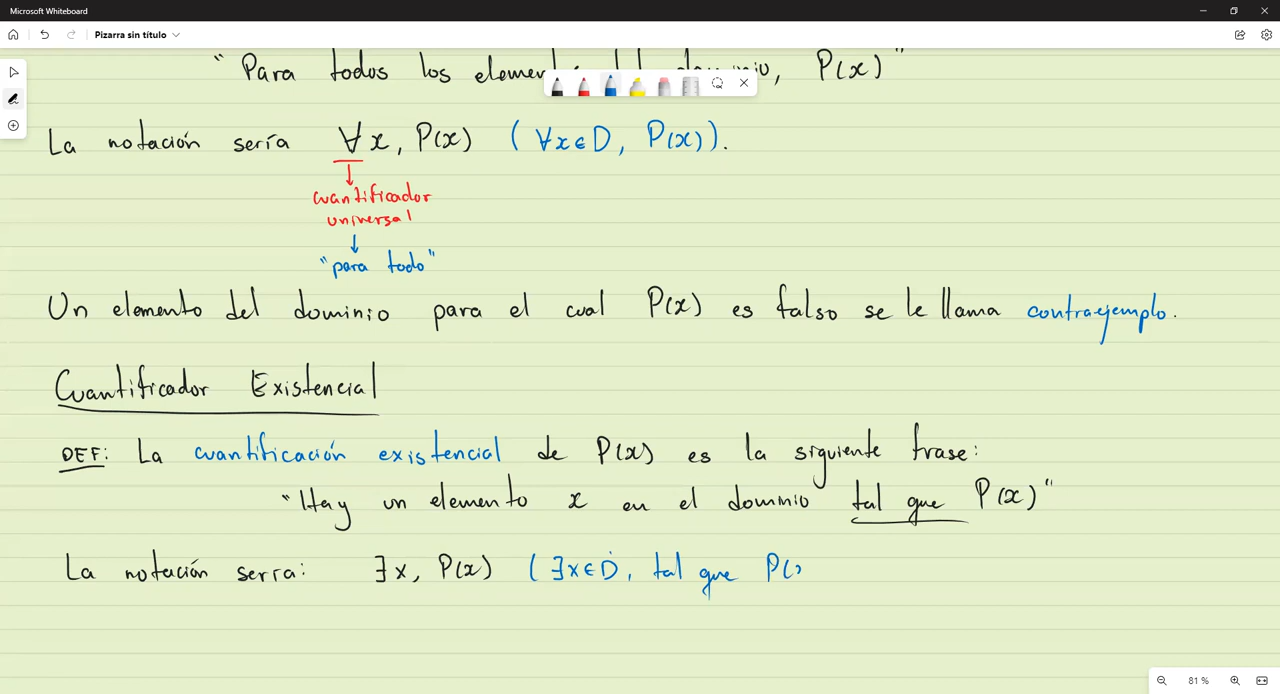 Microsoft Whiteboard
Pizarra sin título
"Para todos los elementos del dominio, P(x)"
La notación sería ∀x, P(x) (∀x∈D, P(x)).
cuantificador
universal
"para todo"
Un elemento del dominio para el cual P(x) es falso se le llama contraejemplo.
Cuantificador Existencial
DEF: La cuantificación existencial de P(x) es la siguiente frase:
"Hay un elemento x en el dominio tal que P(x)"
La notación serra: ∃x, P(x) (∃x∈D, tal que P(
81 %